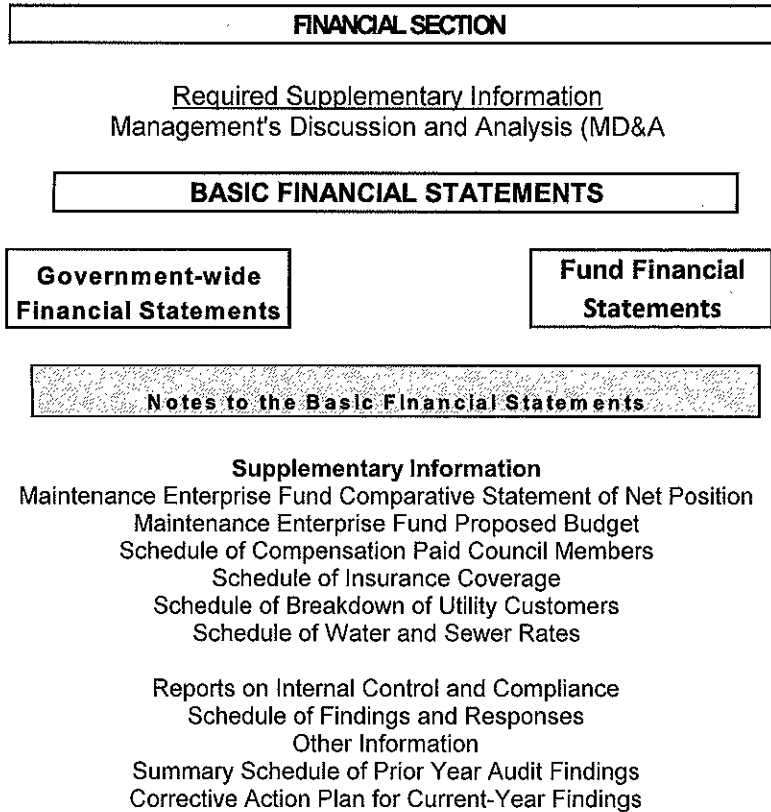 FINANCIAL SECTION
Required Supplementary Information
Management's Discussion and Analysis (MD&A
BASIC FINANCIAL STATEMENTS
Government-wide
Financial Statements
Fund Financial
Statements
Notes to the Basic Financial Statements
Supplementary Information
Maintenance Enterprise Fund Comparative Statement of Net Position
Maintenance Enterprise Fund Proposed Budget
Schedule of Compensation Paid Council Members
Schedule of Insurance Coverage
Schedule of Breakdown of Utility Customers
Schedule of Water and Sewer Rates
Reports on Internal Control and Compliance
Schedule of Findings and Responses
Other Information
Summary Schedule of Prior Year Audit Findings
Corrective Action Plan for Current-Year Findings